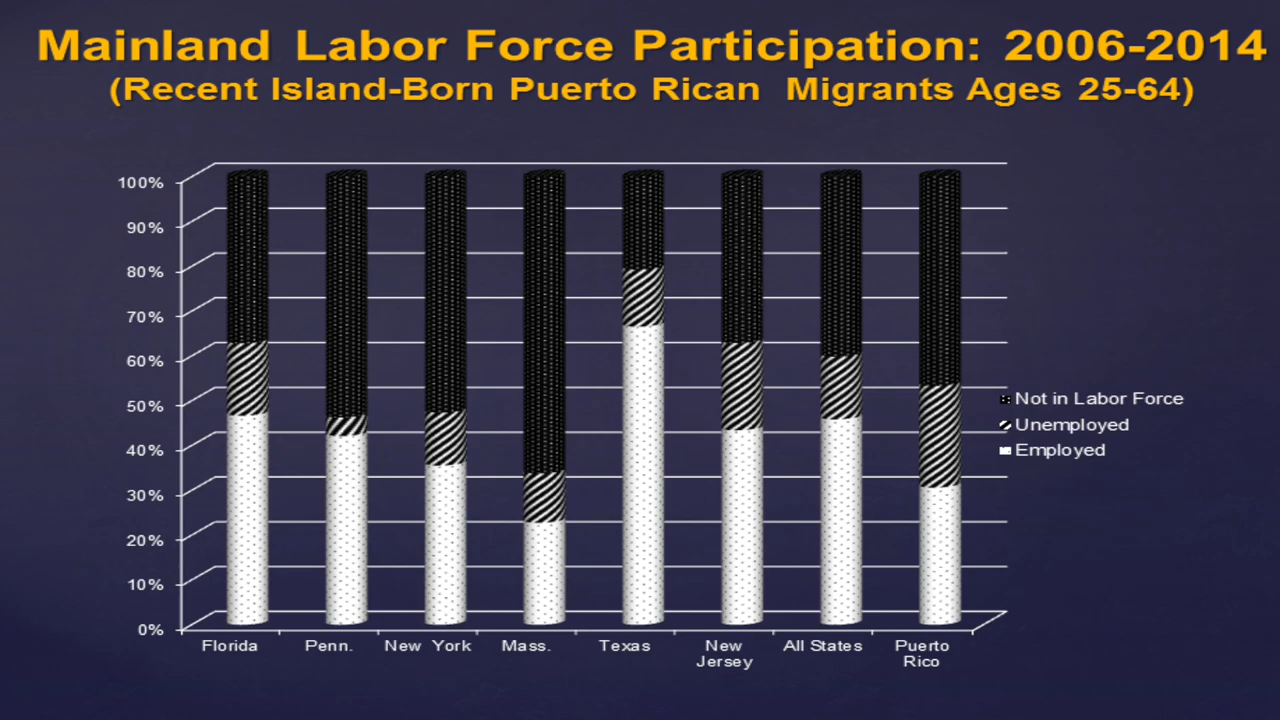 Mainland Labor Force Participation: 2006-2014
(Recent Island-Born Puerto Rican Migrants Ages 25-64)
100%
90%
80%
70%
60%
50%
40%
30%
20%
10%
0%
Florida
Penn.
New York
Mass.
Texas
New
Jersey
All States
Puerto
Rico
Not in Labor Force
Unemployed
Employed